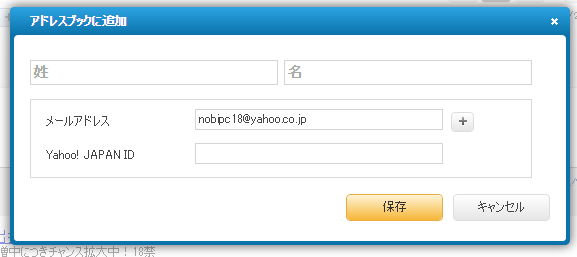 アドレスブックに追加
姓 名
メールアドレス nobipc18@yahoo.co.jp +
Yahoo! JAPAN ID
保存 キャンセル
増中につきチャンス拡大中！18禁